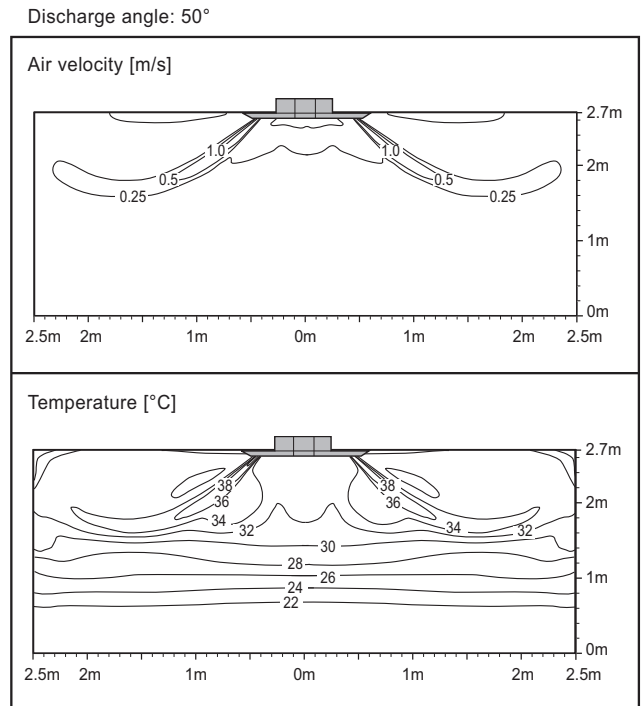 Discharge angle: 50°
Air velocity [m/s]
2.7m
1.0 1.0
2m
0.5 0.5
0.25 0.25
1m
0m
2.5m 2m 1m 0m 1m 2m 2.5m
Temperature [°C]
2.7m
38 38
36 36
2m
34 34
32 32
30
28
26
1m
24
22
0m
2.5m 2m 1m 0m 1m 2m 2.5m